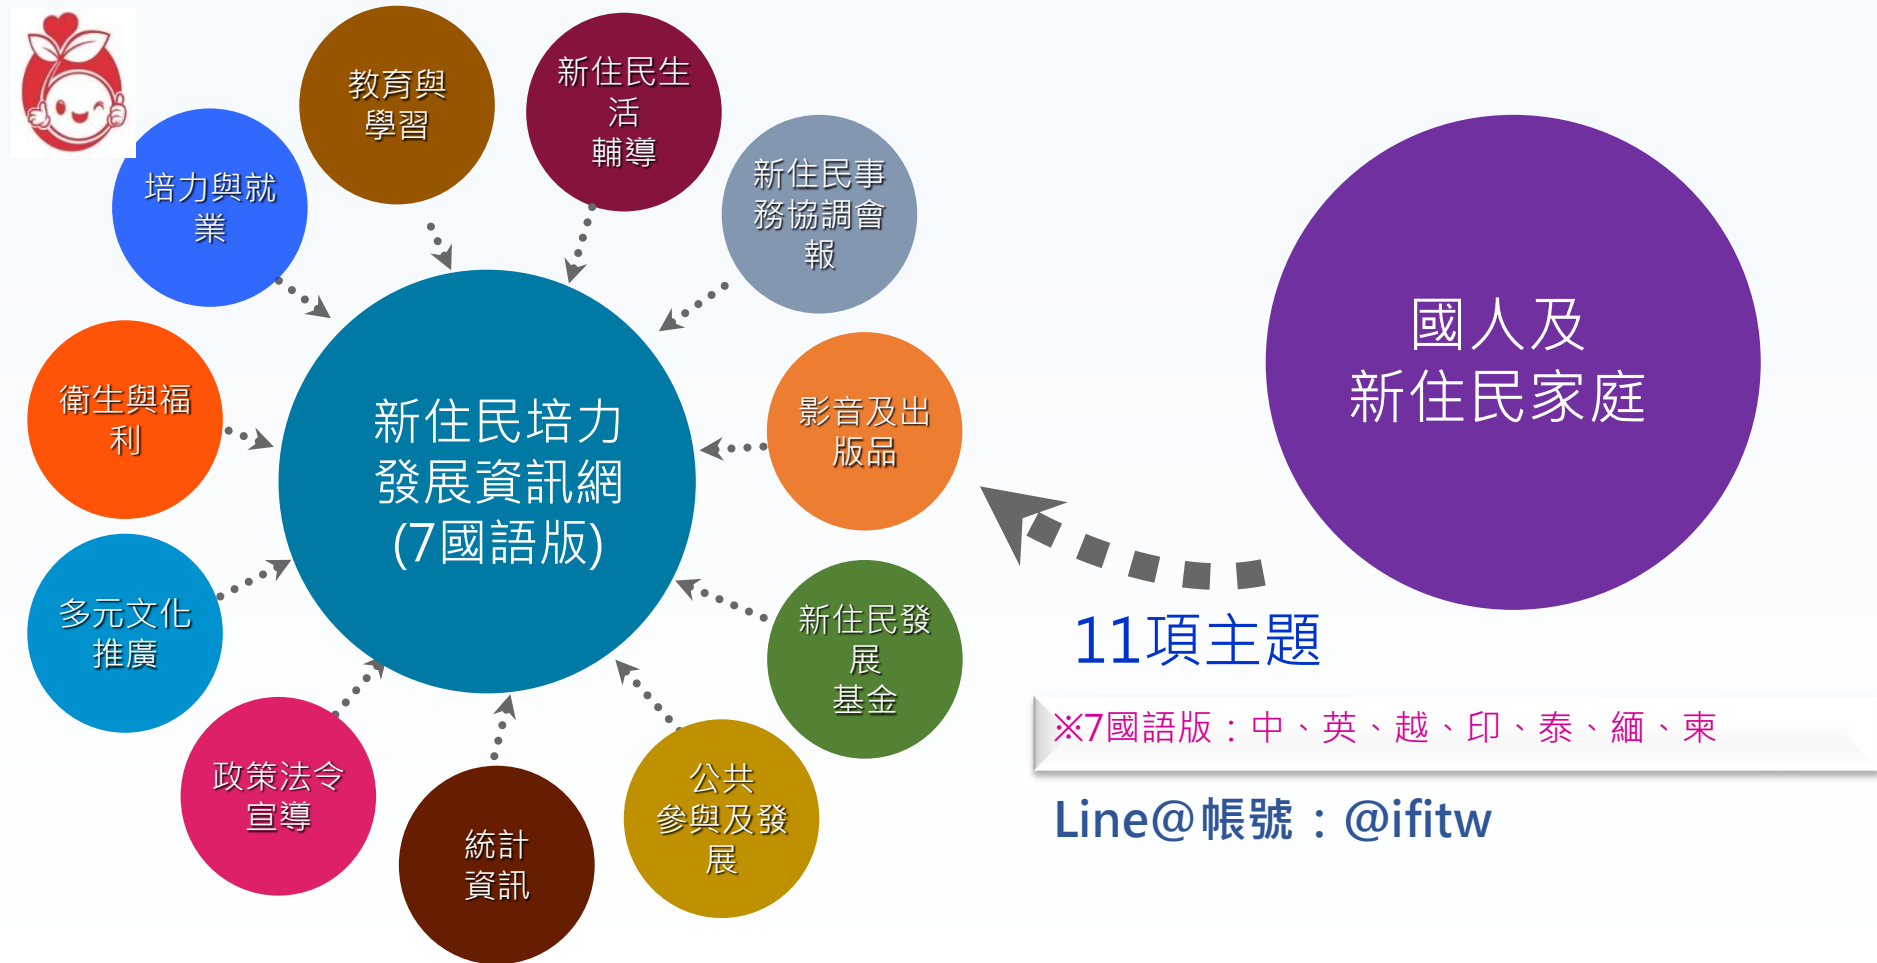 教育與
學習
新住民生
活
輔導
新住民事
務協調會
報
影音及出
版品
新住民發
展
基金
公共
參與及發
展
統計
資訊
政策法令
宣導
多元文化
推廣
衛生與福
利
培力與就
業
新住民培力
發展資訊網
(7國語版)
國人及
新住民家庭
11項主題
※7國語版：中、英、越、印、泰、緬、柬
Line@帳號：@ifitw